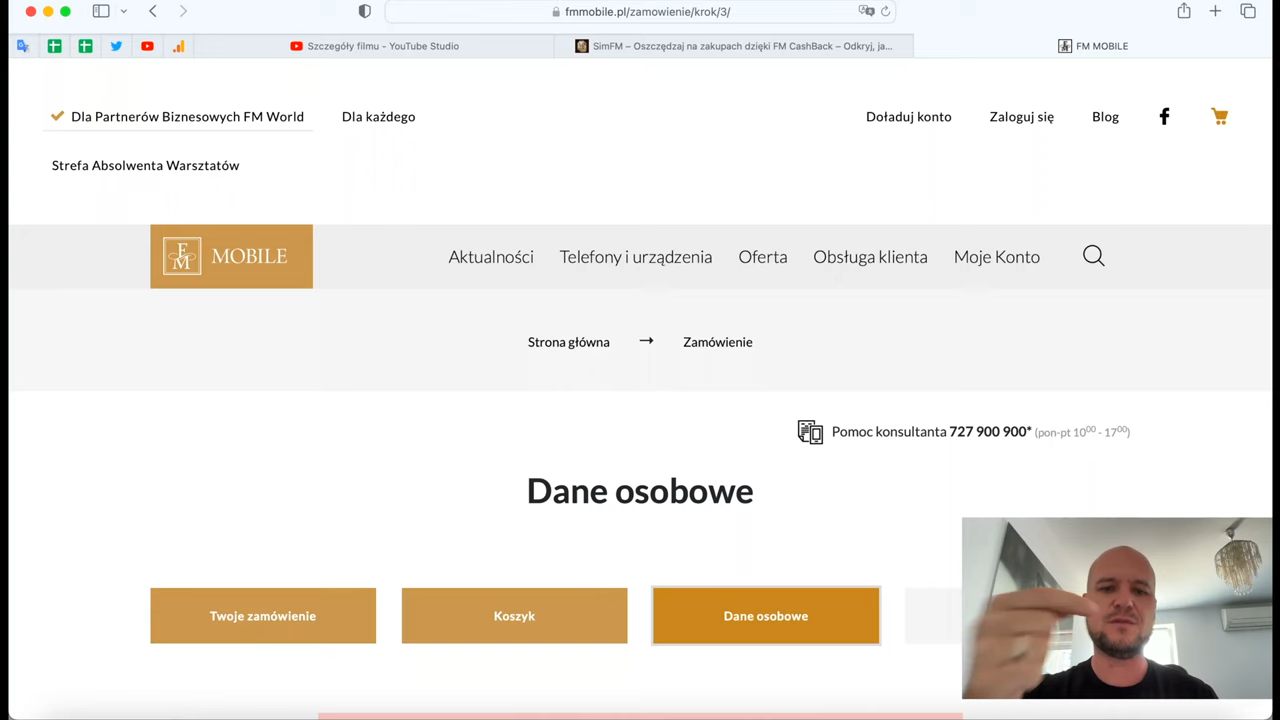 fmmobile.pl/zamowienie/krok/3/
Szczegóły filmu - YouTube Studio
SimFM – Oszczędzaj na zakupach dzięki FM CashBack – Odkryj, ja...
FM MOBILE
Dla Partnerów Biznesowych FM World
Dla każdego
Doładuj konto
Zaloguj się
Blog
Strefa Absolwenta Warsztatów
FM MOBILE
Aktualności
Telefony i urządzenia
Oferta
Obsługa klienta
Moje Konto
Strona główna → Zamówienie
Pomoc konsultanta 727 900 900* (pon-pt 10⁰⁰ - 17⁰⁰)
Dane osobowe
Twoje zamówienie
Koszyk
Dane osobowe